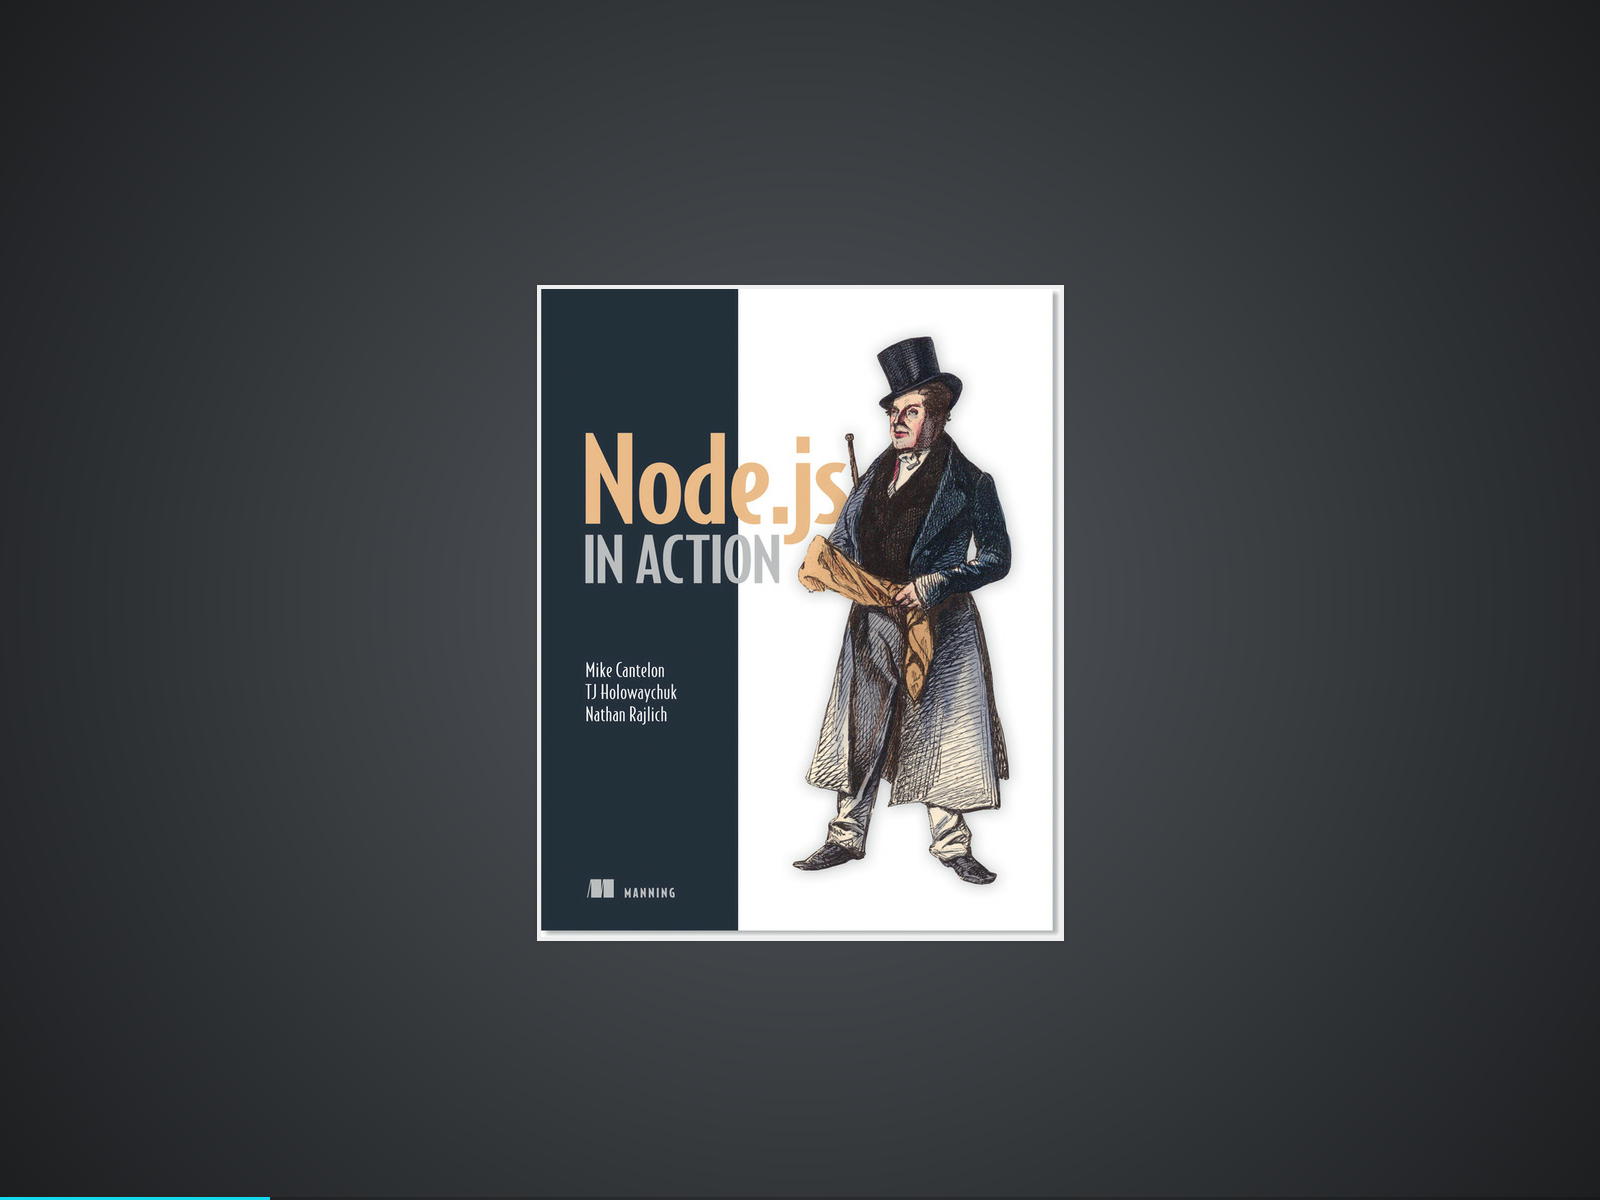 Node.js
IN ACTION
Mike Cantelon
TJ Holowaychuk
Nathan Rajlich
MANNING